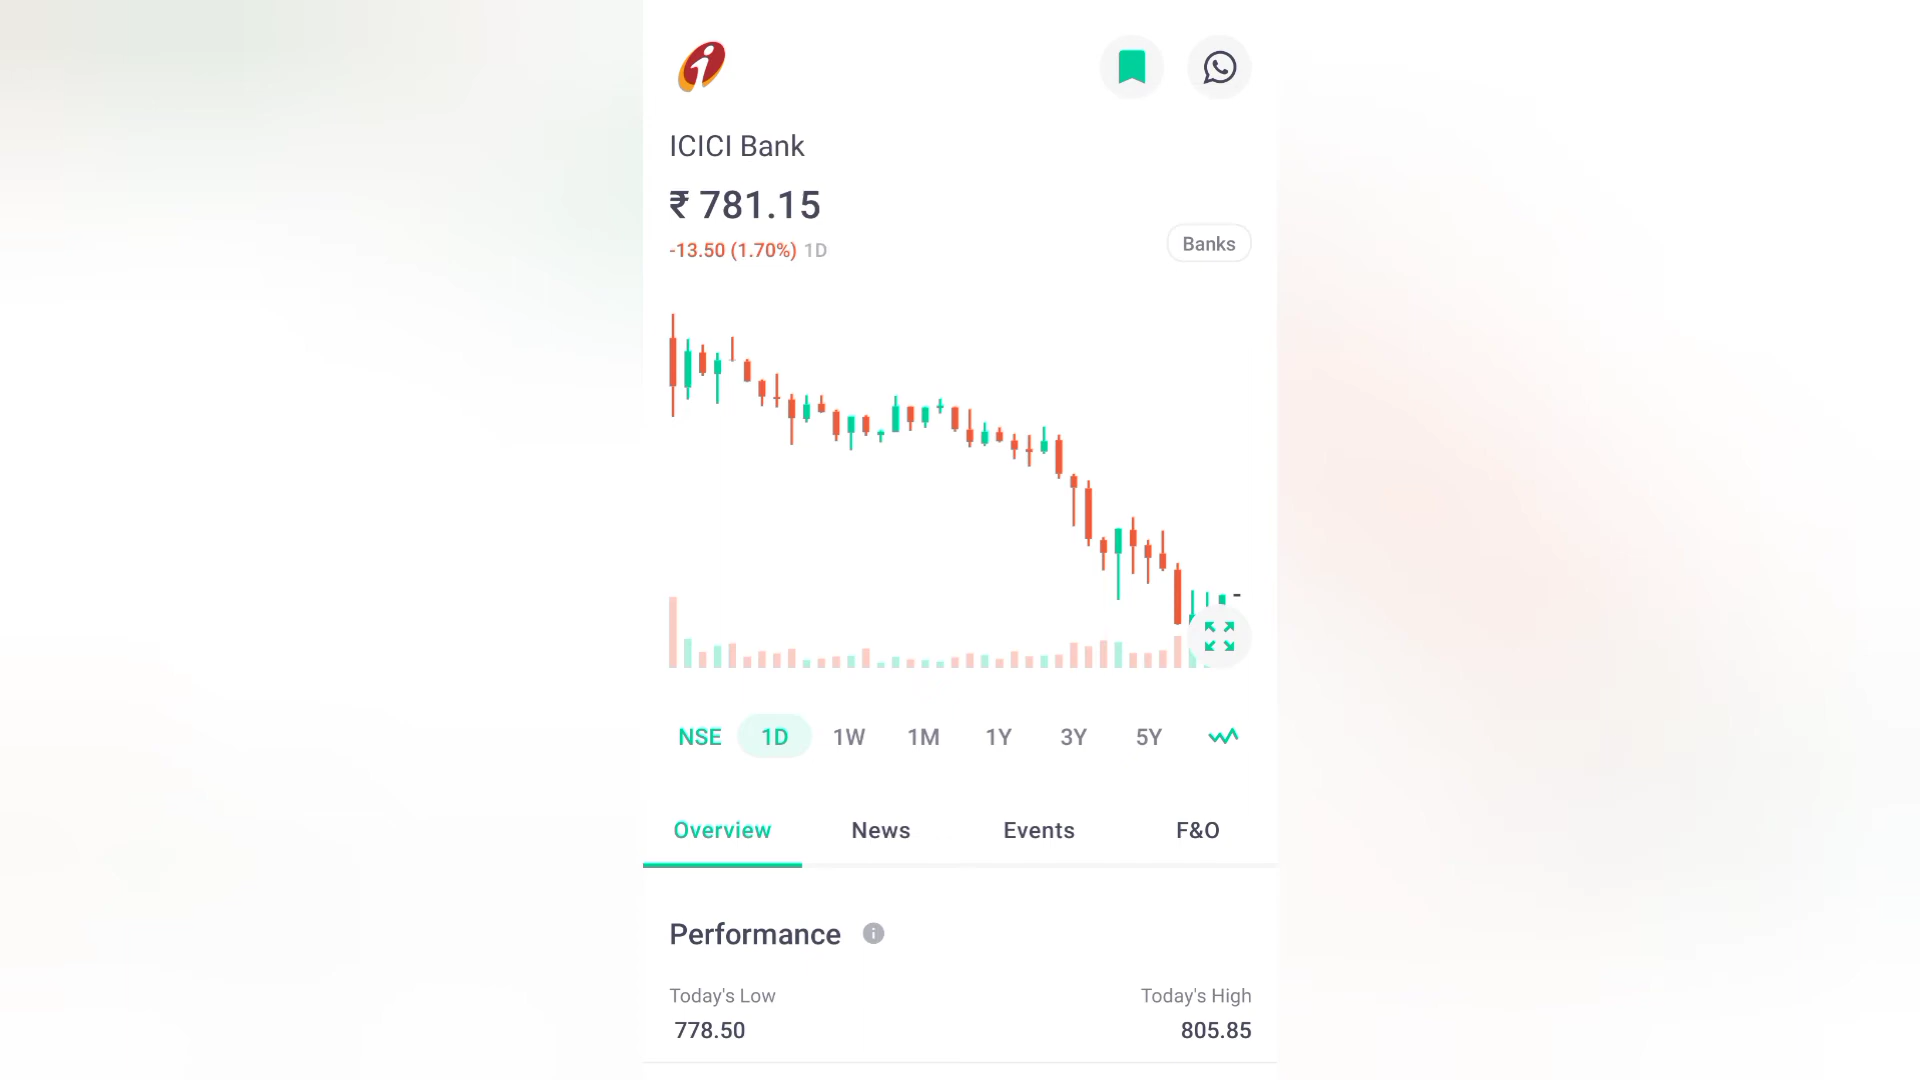 ICICI Bank
₹ 781.15
-13.50 (1.70%) 1D
Banks
NSE 1D 1W 1M 1Y 3Y 5Y
Overview News Events F&O
Performance
Today's Low Today's High
778.50 805.85